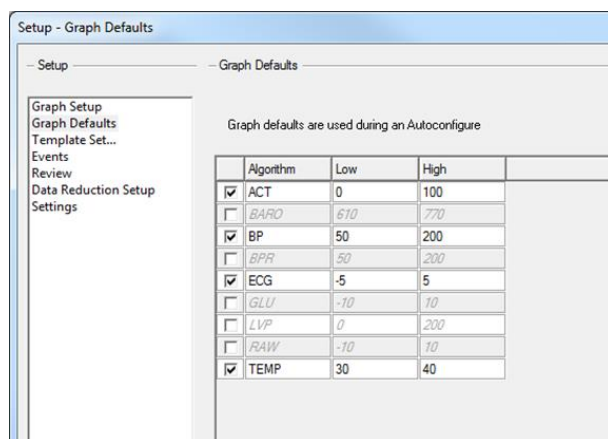 Setup - Graph Defaults
Setup
Graph Setup
Graph Defaults
Template Set...
Events
Review
Data Reduction Setup
Settings
Graph Defaults
Graph defaults are used during an Autoconfigure
Algorithm Low High
ACT 0 100
BARO 610 770
BP 50 200
BPR 50 200
ECG -5 5
GLU -10 10
LVP 0 200
RAW -10 10
TEMP 30 40